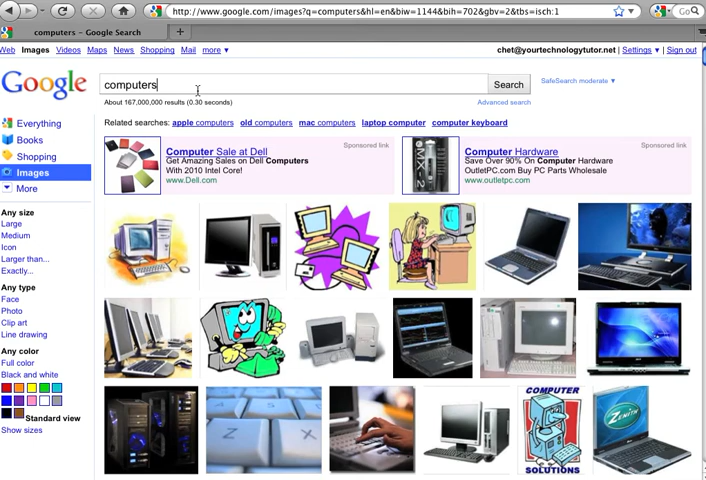 http://www.google.com/images?q=computers&hl=en&biw=1144&bih=702&gbv=2&tbs=isch:1
Go
computers - Google Search
Web Images Videos Maps News Shopping Mail more ▼
chet@yourtechnologytutor.net | Settings ▼ | Sign out
Google
computers
Search
SafeSearch moderate ▼
About 167,000,000 results (0.30 seconds)
Advanced search
Related searches: apple computers old computers mac computers laptop computer computer keyboard
Everything
Books
Shopping
Images
More
Computer Sale at Dell
Sponsored link
Get Amazing Sales on Dell Computers
With 2010 Intel Core!
www.Dell.com
Computer Hardware
Sponsored link
Save Over 90% On Computer Hardware
OutletPC.com Buy PC Parts Wholesale
www.outletpc.com
MX-2
Any size
Large
Medium
Icon
Larger than...
Exactly...
Any type
Face
Photo
Clip art
Line drawing
Any color
Full color
Black and white
Standard view
Show sizes
Z X
COMPUTER
SOLUTIONS
ZENITH